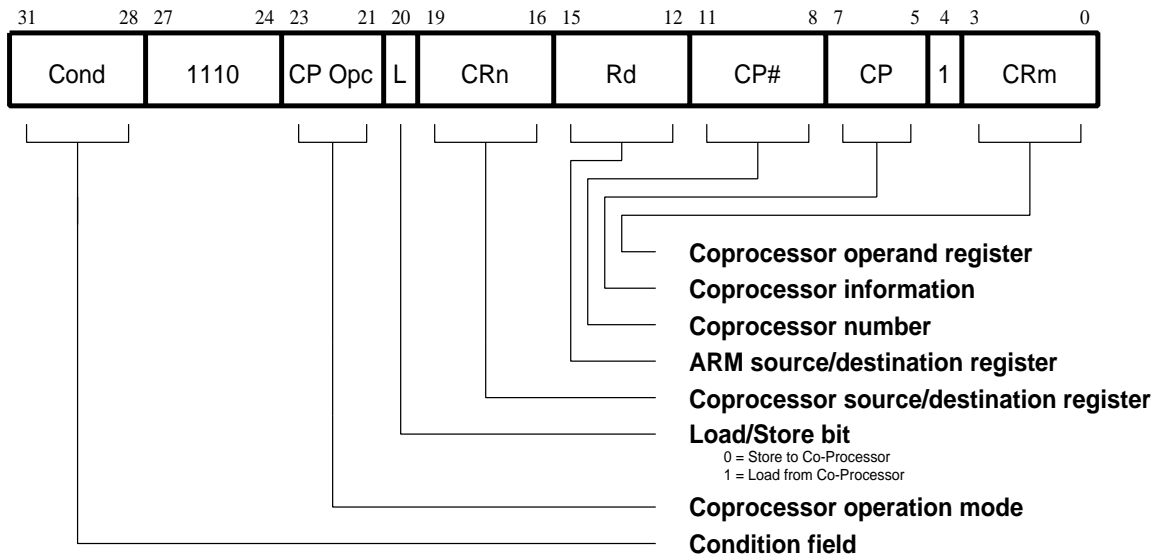 31 28 27 24 23 21 20 19 16 15 12 11 8 7 5 4 3 0
Cond 1110 CP Opc L CRn Rd CP# CP 1 CRm
Coprocessor operand register
Coprocessor information
Coprocessor number
ARM source/destination register
Coprocessor source/destination register
Load/Store bit
0 = Store to Co-Processor
1 = Load from Co-Processor
Coprocessor operation mode
Condition field